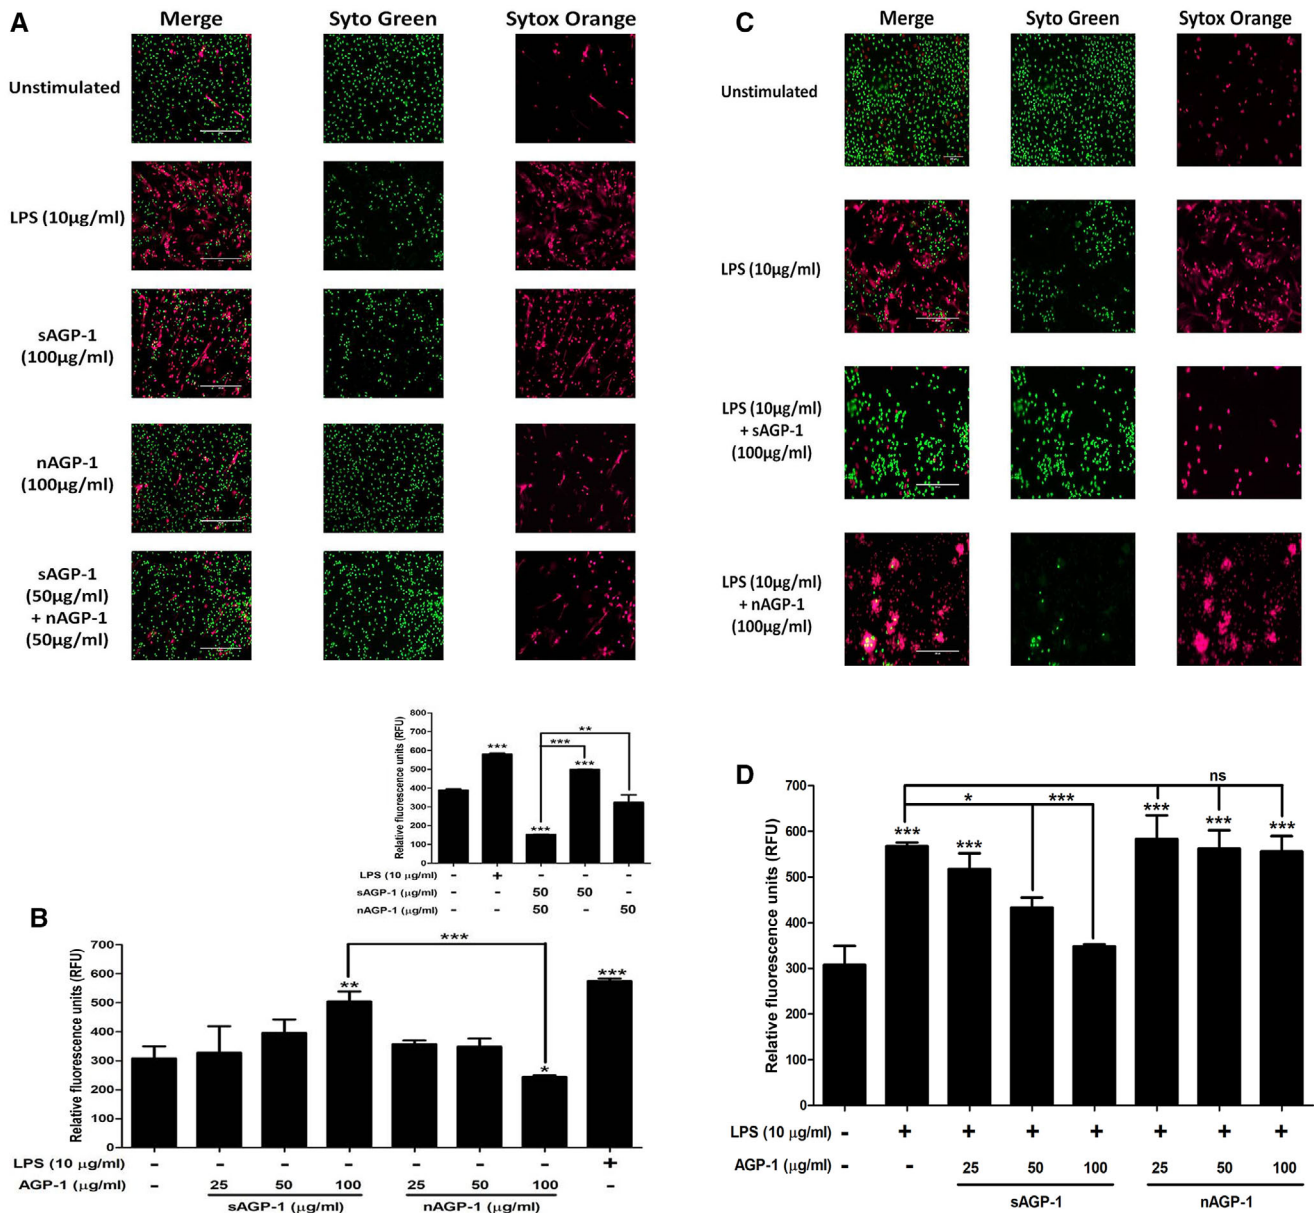 A
Merge Syto Green Sytox Orange
Unstimulated
LPS (10µg/ml)
sAGP-1
(100µg/ml)
nAGP-1
(100µg/ml)
sAGP-1
(50µg/ml)
+ nAGP-1
(50µg/ml)
C
Merge Syto Green Sytox Orange
Unstimulated
LPS (10µg/ml)
LPS (10µg/ml)
+ sAGP-1
(100µg/ml)
LPS (10µg/ml)
+ nAGP-1
(100µg/ml)
Relative fluorescence units (RFU)
800
700
600
500
400
300
200
100
0
***
***
***
***
**
LPS (10 µg/ml) - + - - -
sAGP-1 (µg/ml) - - 50 50 -
nAGP-1 (µg/ml) - - 50 - 50
B
Relative fluorescence units (RFU)
700
600
500
400
300
200
100
0
**
***
*
***
LPS (10 µg/ml) - - - - - - - +
AGP-1 (µg/ml) - 25 50 100 25 50 100 -
sAGP-1 (µg/ml) nAGP-1 (µg/ml)
D
Relative fluorescence units (RFU)
700
600
500
400
300
200
100
0
ns
* ***
*** *** *** *** ***
LPS (10 µg/ml) - + + + + + + +
AGP-1 (µg/ml) - - 25 50 100 25 50 100
sAGP-1 nAGP-1